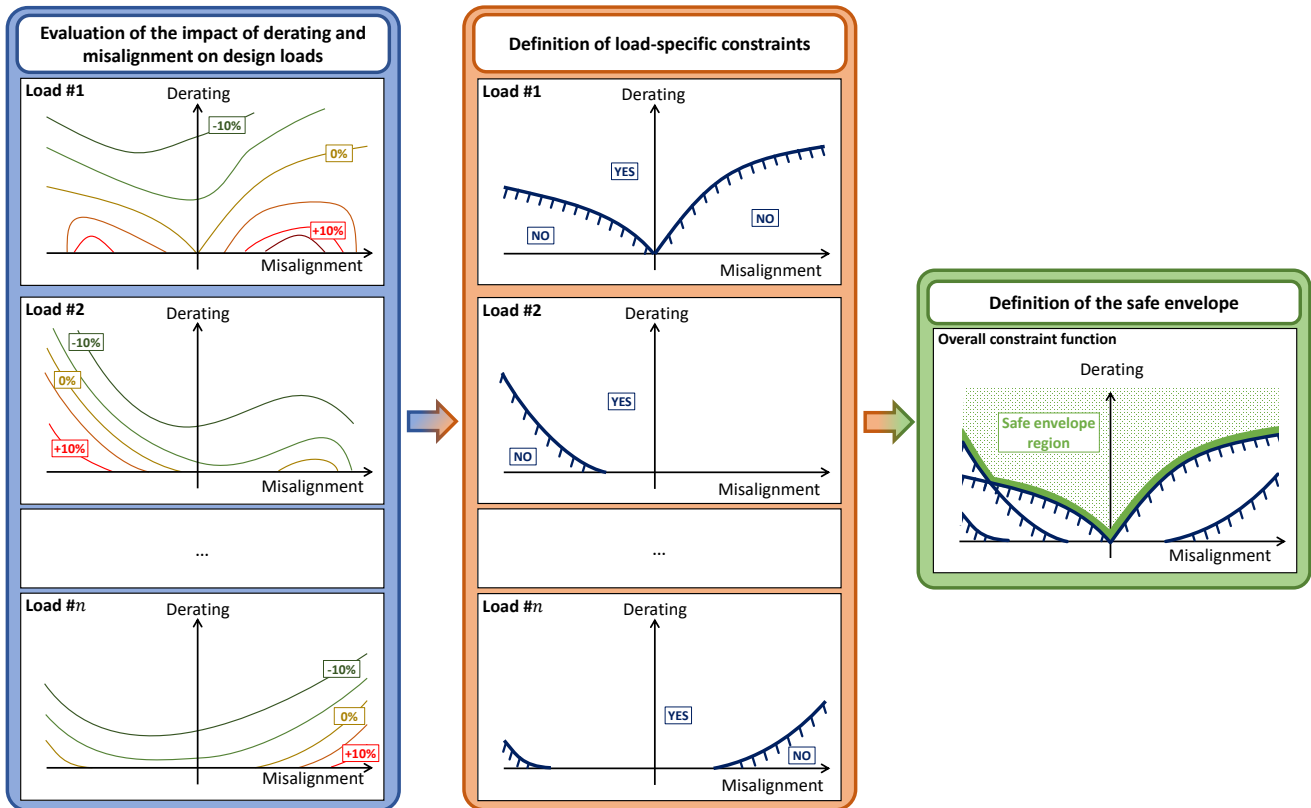 Evaluation of the impact of derating and
misalignment on design loads
Load #1
Derating
-10%
0%
+10%
Misalignment
Load #2
Derating
-10%
0%
+10%
Misalignment
...
Load #n
Derating
-10%
0%
+10%
Misalignment
Definition of load-specific constraints
Load #1
Derating
YES
NO
NO
Misalignment
Load #2
Derating
YES
NO
Misalignment
...
Load #n
Derating
YES
NO
Misalignment
Definition of the safe envelope
Overall constraint function
Derating
Safe envelope
region
Misalignment